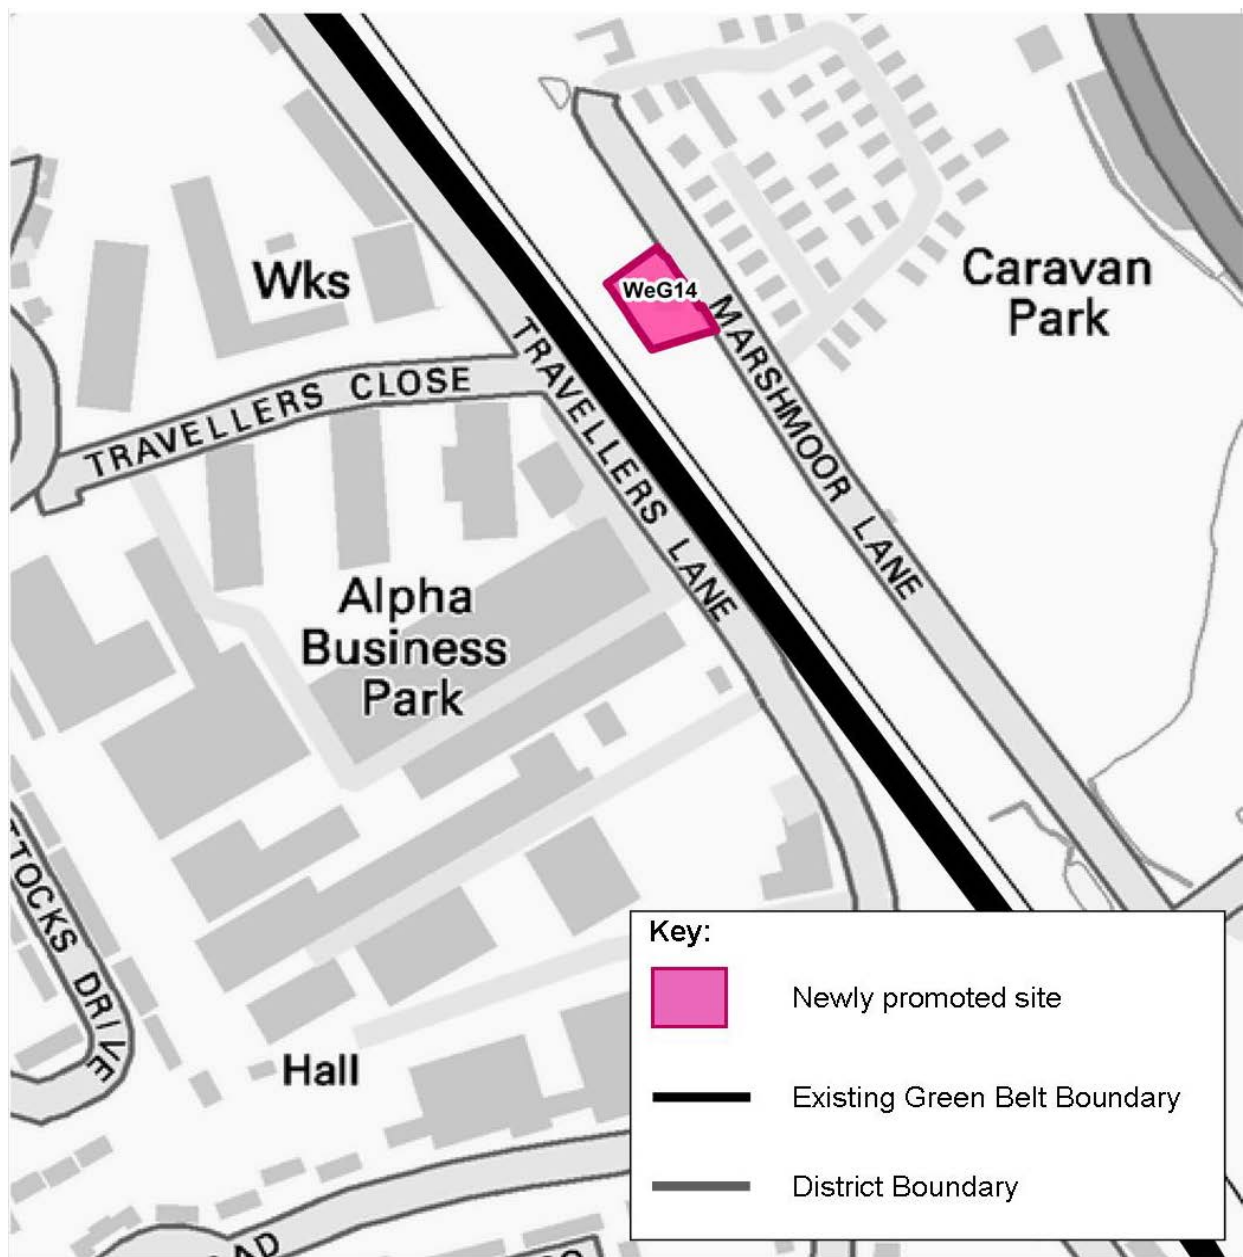 Wks
Caravan
Park
WeG14
MARSHMOOR LANE
TRAVELLERS CLOSE
TRAVELLERS LANE
Alpha
Business
Park
DRIVE
Hall
Key:
Newly promoted site
Existing Green Belt Boundary
District Boundary